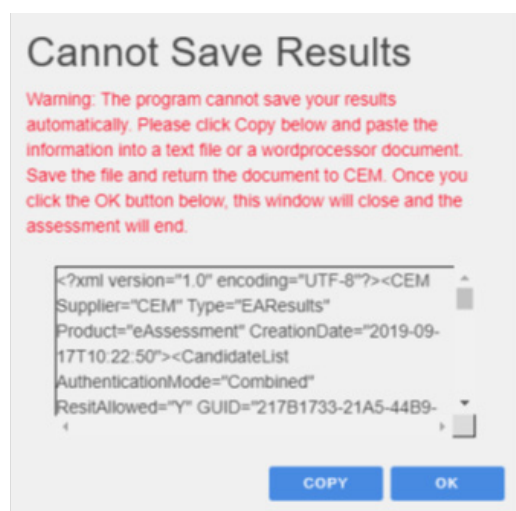 Cannot Save Results
Warning: The program cannot save your results
automatically. Please click Copy below and paste the
information into a text file or a wordprocessor document.
Save the file and return the document to CEM. Once you
click the OK button below, this window will close and the
assessment will end.
<?xml version="1.0" encoding="UTF-8"?><CEM
Supplier="CEM" Type="EAResults"
Product="eAssessment" CreationDate="2019-09-
17T10:22:50"><CandidateList
AuthenticationMode="Combined"
ResitAllowed="Y" GUID="217B1733-21A5-44B9-
COPY OK